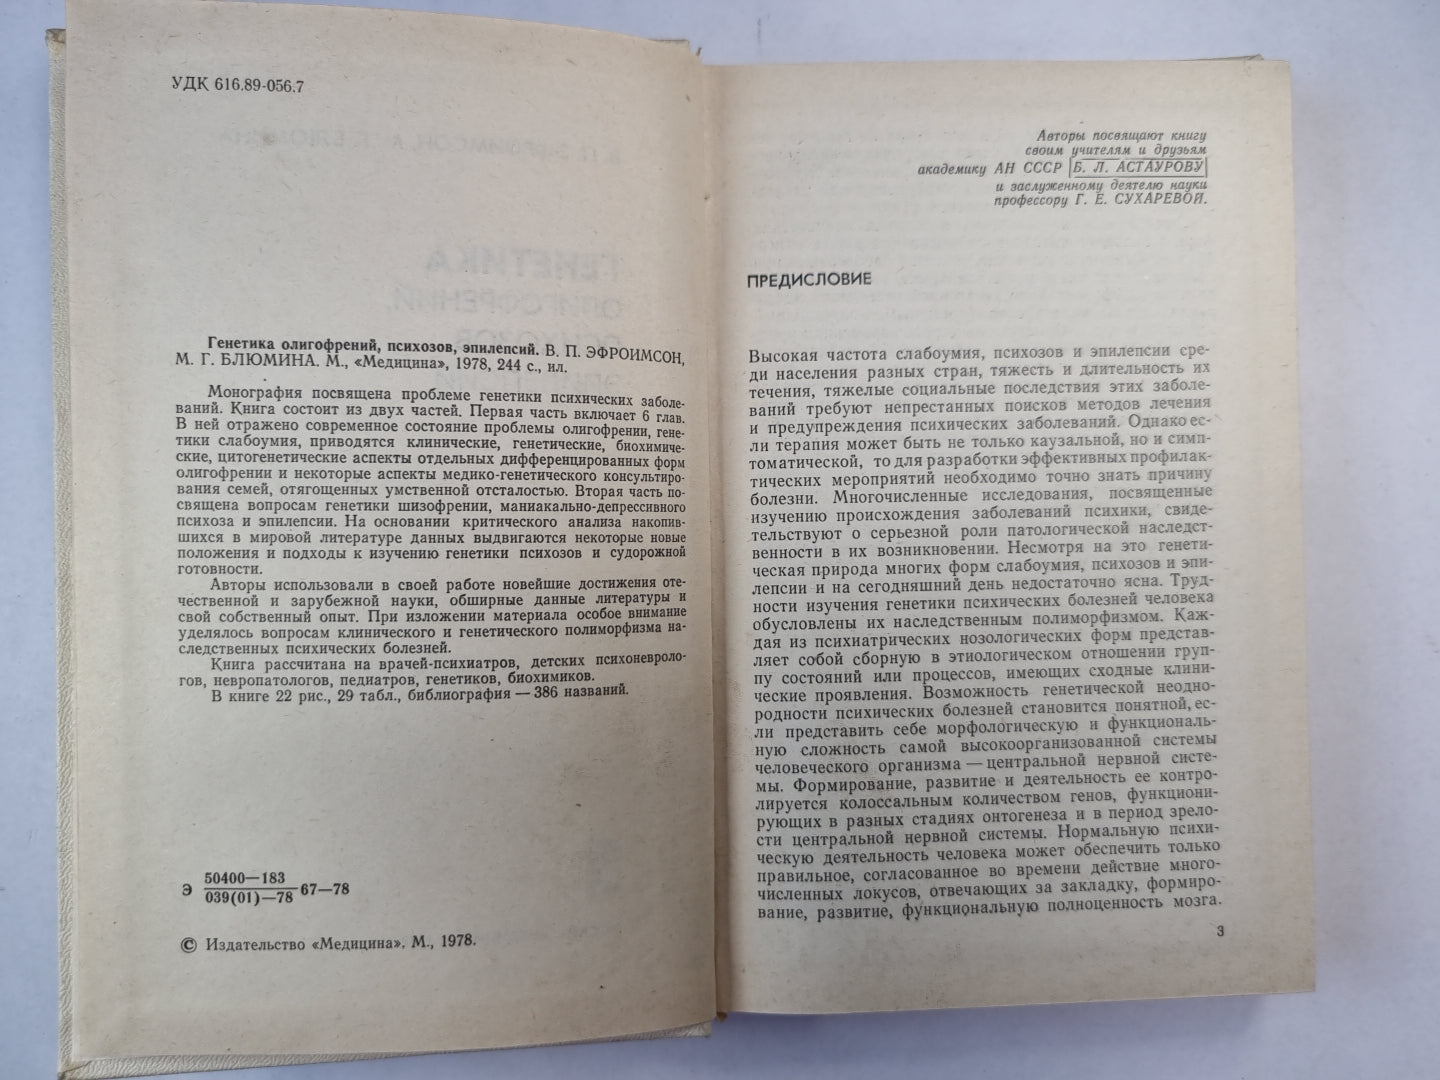 УДК 616.89-056.7
Генетика олигофрений, психозов, эпилепсий. В. П. ЭФРОИМСОН,
М. Г. БЛЮМИНА. М., «Медицина», 1978, 244 с., ил.
Монография посвящена проблеме генетики психических заболе-
ваний. Книга состоит из двух частей. Первая часть включает 6 глав.
В ней отражено современное состояние проблемы олигофрении, гене-
тики слабоумия, приводятся клинические, генетические, биохимиче-
ские, цитогенетические аспекты отдельных дифференцированных форм
олигофрении и некоторые аспекты медико-генетического консультиро-
вания семей, отягощенных умственной отсталостью. Вторая часть по-
священа вопросам генетики шизофрении, маниакально-депрессивного
психоза и эпилепсии. На основании критического анализа накопив-
шихся в мировой литературе данных выдвигаются некоторые новые
положения и подходы к изучению генетики психозов и судорожной
готовности.
Авторы использовали в своей работе новейшие достижения оте-
чественной и зарубежной науки, обширные данные литературы и
свой собственный опыт. При изложении материала особое внимание
уделялось вопросам клинического и генетического полиморфизма на-
следственных психических болезней.
Книга рассчитана на врачей-психиатров, детских психоневроло-
гов, невропатологов, педиатров, генетиков, биохимиков.
В книге 22 рис., 29 табл., библиография — 386 названий.
Э 50400—183
039(01)—78 67—78
© Издательство «Медицина». М., 1978.
Авторы посвящают книгу
своим учителям и друзьям
академику АН СССР Б. Л. АСТАУРОВУ
и заслуженному деятелю науки
профессору Г. Е. СУХАРЕВОЙ.
ПРЕДИСЛОВИЕ
Высокая частота слабоумия, психозов и эпилепсии сре-
ди населения разных стран, тяжесть и длительность их
течения, тяжелые социальные последствия этих заболе-
ваний требуют непрестанных поисков методов лечения
и предупреждения психических заболеваний. Однако ес-
ли терапия может быть не только каузальной, но и симп-
томатической, то для разработки эффективных профилак-
тических мероприятий необходимо точно знать причину
болезни. Многочисленные исследования, посвященные
изучению происхождения заболеваний психики, свиде-
тельствуют о серьезной роли патологической наследст-
венности в их возникновении. Несмотря на это генети-
ческая природа многих форм слабоумия, психозов и эпи-
лепсии и на сегодняшний день недостаточно ясна. Труд-
ности изучения генетики психических болезней человека
обусловлены их наследственным полиморфизмом. Каж-
дая из психиатрических нозологических форм представ-
ляет собой сборную в этиологическом отношении груп-
пу состояний или процессов, имеющих сходные клини-
ческие проявления. Возможность генетической неодно-
родности психических болезней становится понятной, ес-
ли представить себе морфологическую и функциональ-
ную сложность самой высокоорганизованной системы
человеческого организма — центральной нервной систе-
мы. Формирование, развитие и деятельность ее контро-
лируется колоссальным количеством генов, функциони-
рующих в разных стадиях онтогенеза и в период зрело-
сти центральной нервной системы. Нормальную психи-
ческую деятельность человека может обеспечить только
правильное, согласованное во времени действие много-
численных локусов, отвечающих за закладку, формиро-
вание, развитие, функциональную полноценность мозга.
3